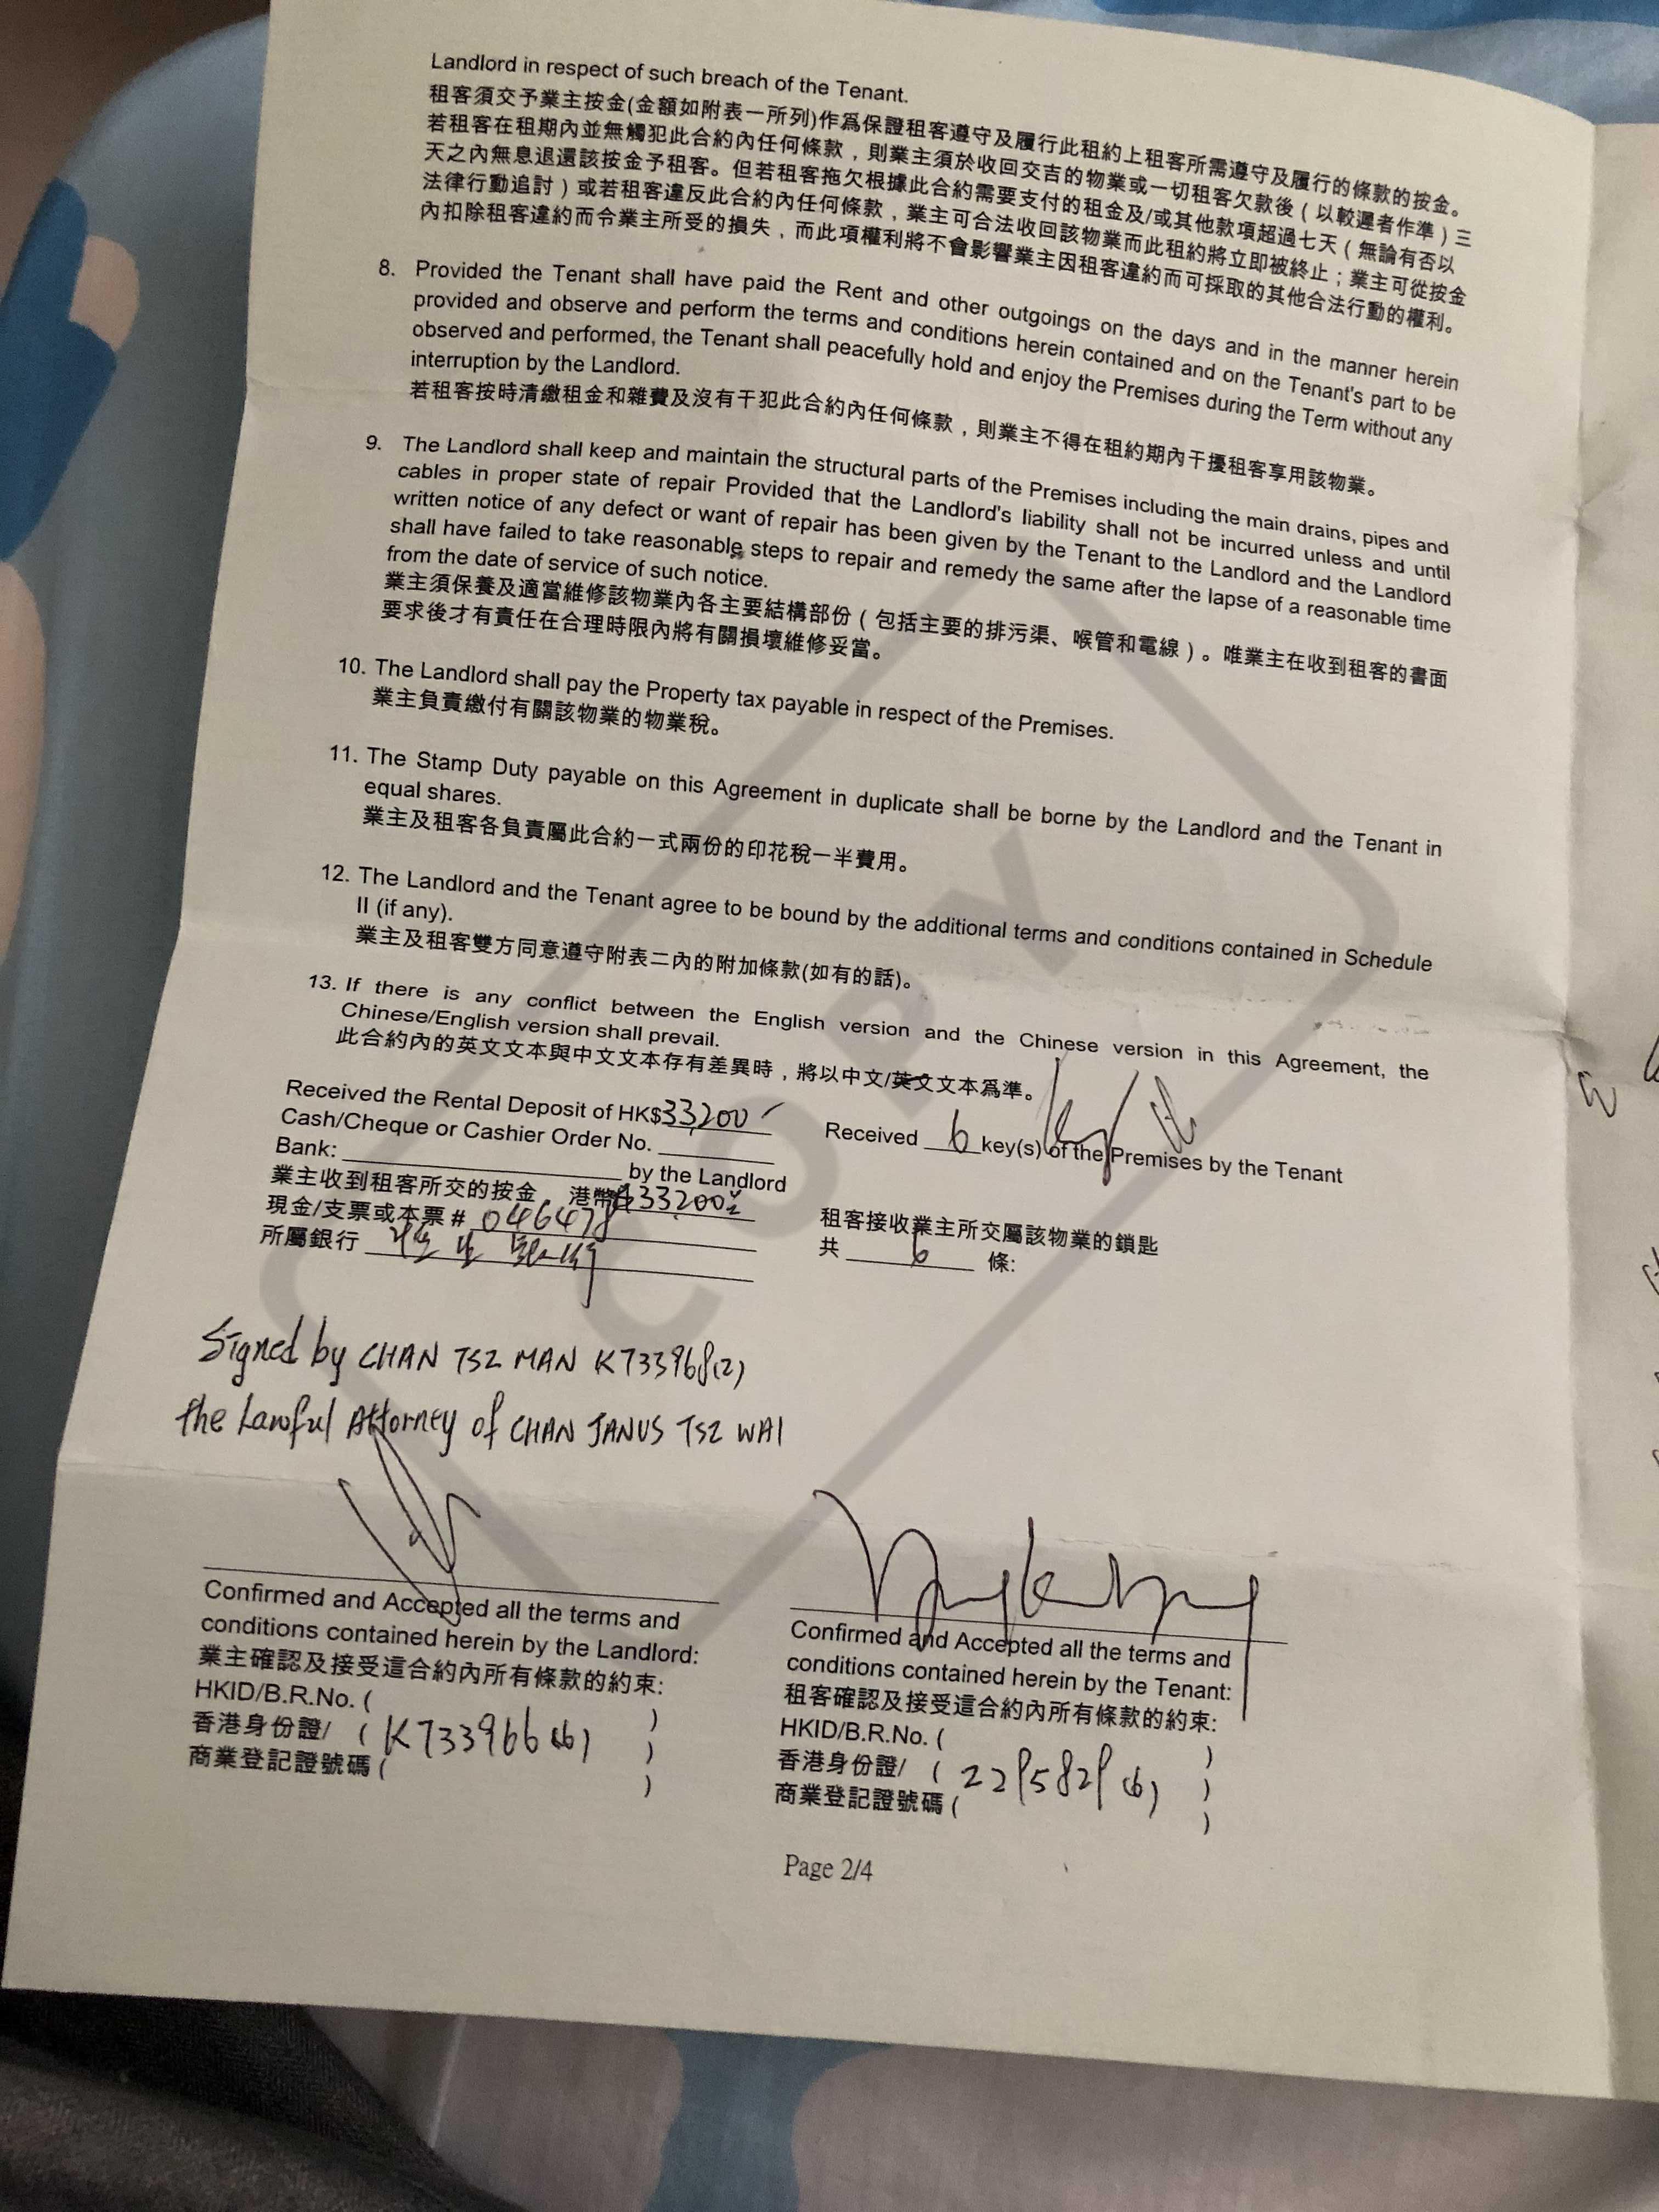 Landlord in respect of such breach of the Tenant.
租客須交予業主按金(金額如附表一所列)作爲保證租客遵守及履行此租約上租客所需遵守及履行的條款的按金。
若租客在租期內並無觸犯此合約內任何條款，則業主須於收回交吉的物業或一切租客欠款後（以較遲者作準）三
天之內無息退還該按金予租客。但若租客拖欠根據此合約需要支付的租金及/或其他款項超過七天（無論有否以
法律行動追討）或若租客違反此合約內任何條款，業主可合法收回該物業而此租約將立即被終止；業主可從按金
內扣除租客違約而令業主所受的損失，而此項權利將不會影響業主因租客違約而可採取的其他合法行動的權利。
8. Provided the Tenant shall have paid the Rent and other outgoings on the days and in the manner herein
provided and observe and perform the terms and conditions herein contained and on the Tenant's part to be
observed and performed, the Tenant shall peacefully hold and enjoy the Premises during the Term without any
interruption by the Landlord.
若租客按時清繳租金和雜費及沒有干犯此合約內任何條款，則業主不得在租約期內干擾租客享用該物業。
9. The Landlord shall keep and maintain the structural parts of the Premises including the main drains, pipes and
cables in proper state of repair Provided that the Landlord's liability shall not be incurred unless and until
written notice of any defect or want of repair has been given by the Tenant to the Landlord and the Landlord
shall have failed to take reasonable steps to repair and remedy the same after the lapse of a reasonable time
from the date of service of such notice.
業主須保養及適當維修該物業內各主要結構部份（包括主要的排污渠、喉管和電線）。唯業主在收到租客的書面
要求後才有責任在合理時限內將有關損壞維修妥當。
10. The Landlord shall pay the Property tax payable in respect of the Premises.
業主負責繳付有關該物業的物業稅。
11. The Stamp Duty payable on this Agreement in duplicate shall be borne by the Landlord and the Tenant in
equal shares.
業主及租客各負責屬此合約一式兩份的印花稅一半費用。
12. The Landlord and the Tenant agree to be bound by the additional terms and conditions contained in Schedule
II (if any).
業主及租客雙方同意遵守附表二內的附加條款(如有的話)。
13. If there is any conflict between the English version and the Chinese version in this Agreement, the
Chinese/English version shall prevail.
此合約內的英文文本與中文文本存有差異時，將以中文/英文文本爲準。
Received the Rental Deposit of HK$33,200
Cash/Cheque or Cashier Order No.
Bank: by the Landlord
業主收到租客所交的按金，港幣$33,200
現金/支票或本票# 046478
所屬銀行
Received 6 key(s) of the Premises by the Tenant
租客接收業主所交屬該物業的鎖匙
共 6 條:
COPY
Signed by CHAN TSZ MAN K733968(2)
the Lawful Attorney of CHAN JANUS TSZ WAI
Confirmed and Accepted all the terms and
conditions contained herein by the Landlord:
業主確認及接受這合約內所有條款的約束:
HKID/B.R.No. ( )
香港身份證/ ( K733966(6) )
商業登記證號碼 ( )
Confirmed and Accepted all the terms and
conditions contained herein by the Tenant:
租客確認及接受這合約內所有條款的約束:
HKID/B.R.No. ( )
香港身份證/ ( )
商業登記證號碼 ( )
Page 2/4